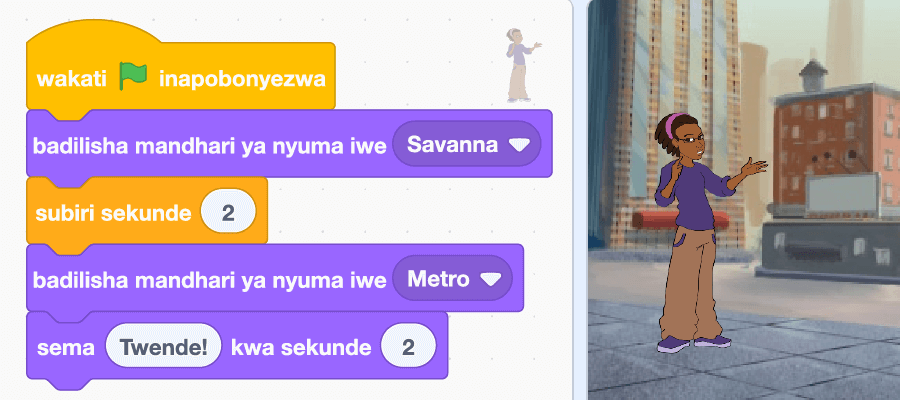 wakati inapobonyezwa
badilisha mandhari ya nyuma iwe Savanna
subiri sekunde 2
badilisha mandhari ya nyuma iwe Metro
sema Twende! kwa sekunde 2